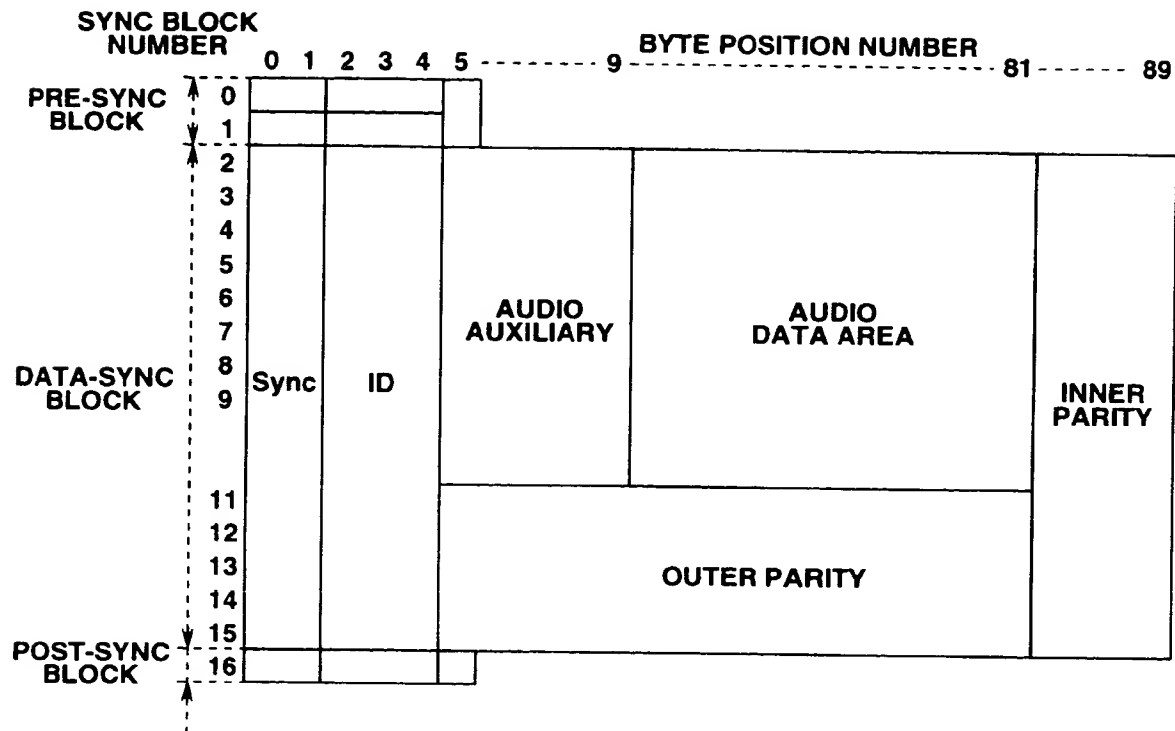 SYNC BLOCK
NUMBER
BYTE POSITION NUMBER
0 1 2 3 4 5 9 81 89
PRE-SYNC
BLOCK
0
1
2
3
4
5
6
7
8
9
11
12
13
14
15
16
DATA-SYNC
BLOCK
Sync
ID
AUDIO
AUXILIARY
AUDIO
DATA AREA
INNER
PARITY
OUTER PARITY
POST-SYNC
BLOCK